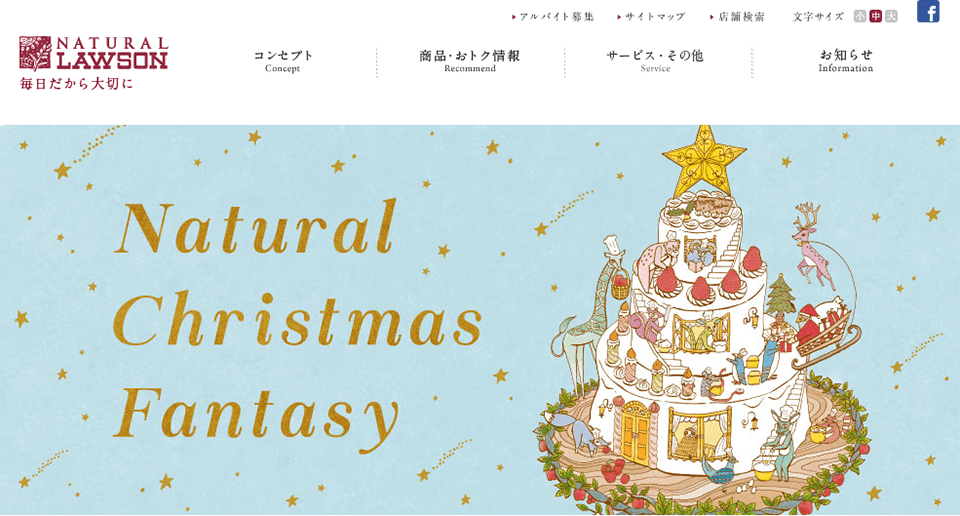 アルバイト募集 サイトマップ 店舗検索 文字サイズ 小 中 大 f
NATURAL
LAWSON
毎日だから大切に
コンセプト 商品・おトク情報 サービス・その他 お知らせ
Concept Recommend Service Information
Natural
Christmas
Fantasy